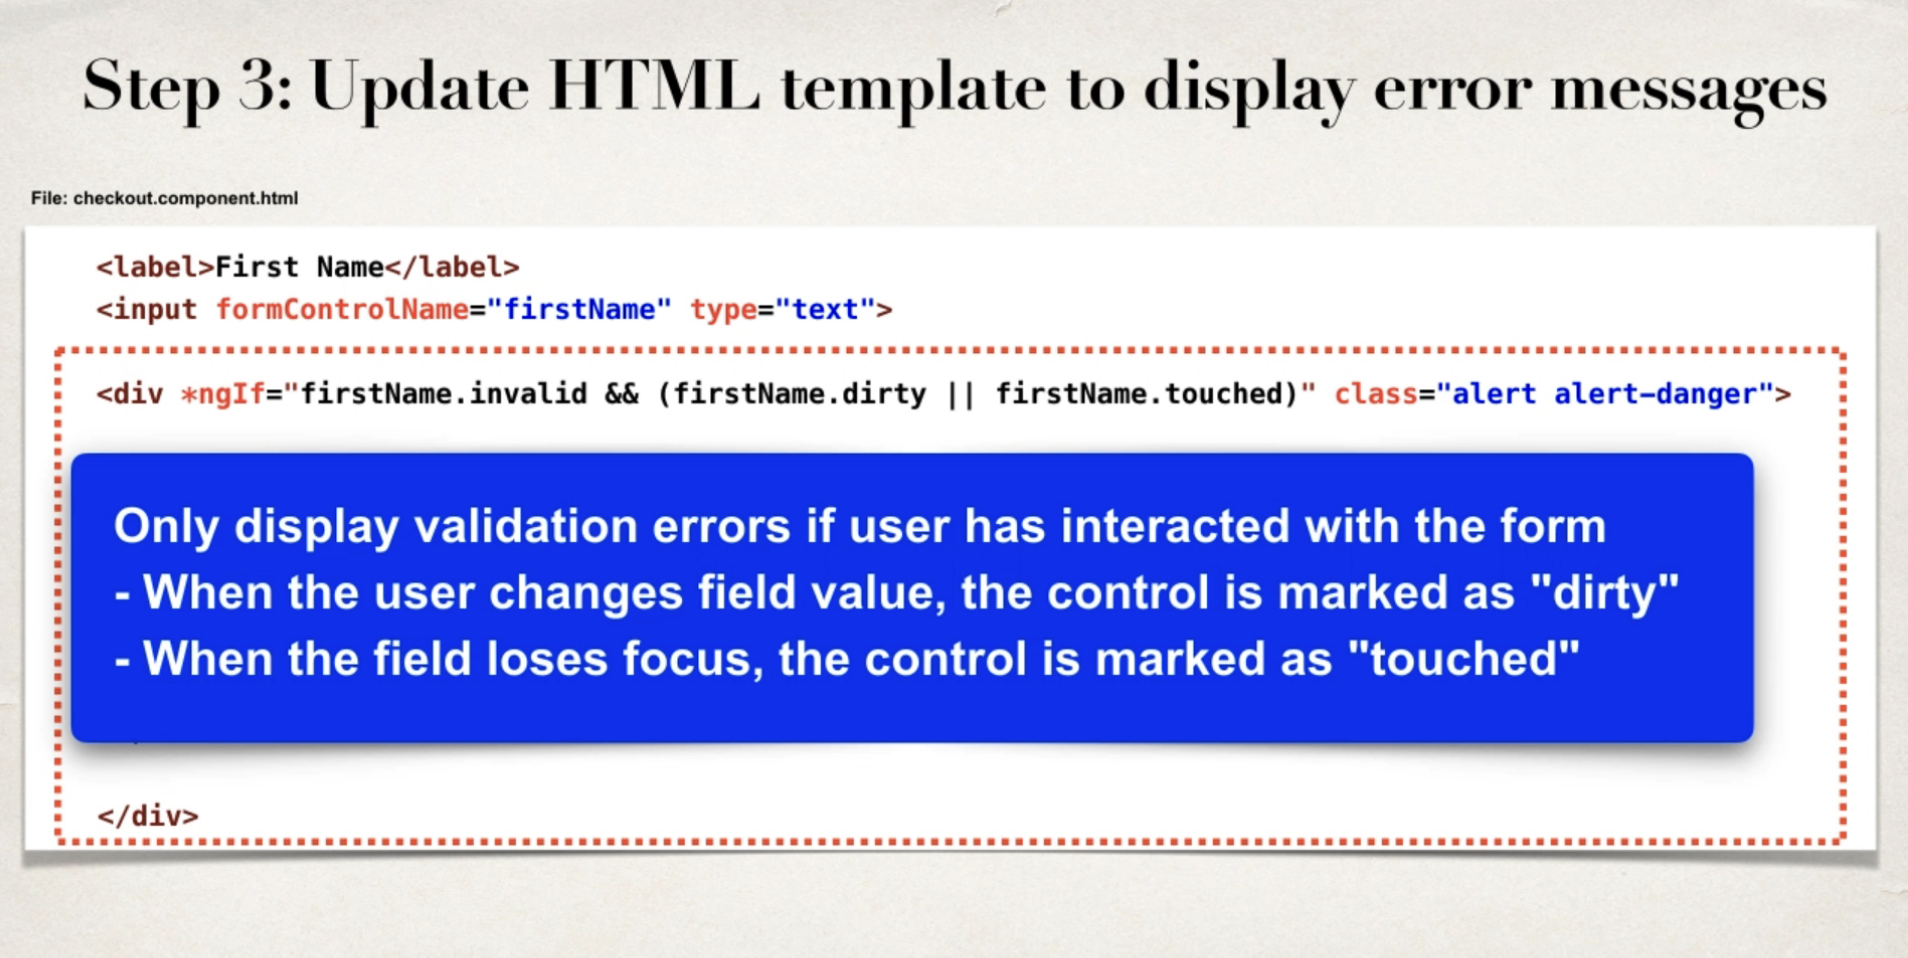 Step 3: Update HTML template to display error messages
File: checkout.component.html
<label>First Name</label>
<input formControlName="firstName" type="text">
<div *ngIf="firstName.invalid && (firstName.dirty || firstName.touched)" class="alert alert-danger">
Only display validation errors if user has interacted with the form
- When the user changes field value, the control is marked as "dirty"
- When the field loses focus, the control is marked as "touched"
</div>